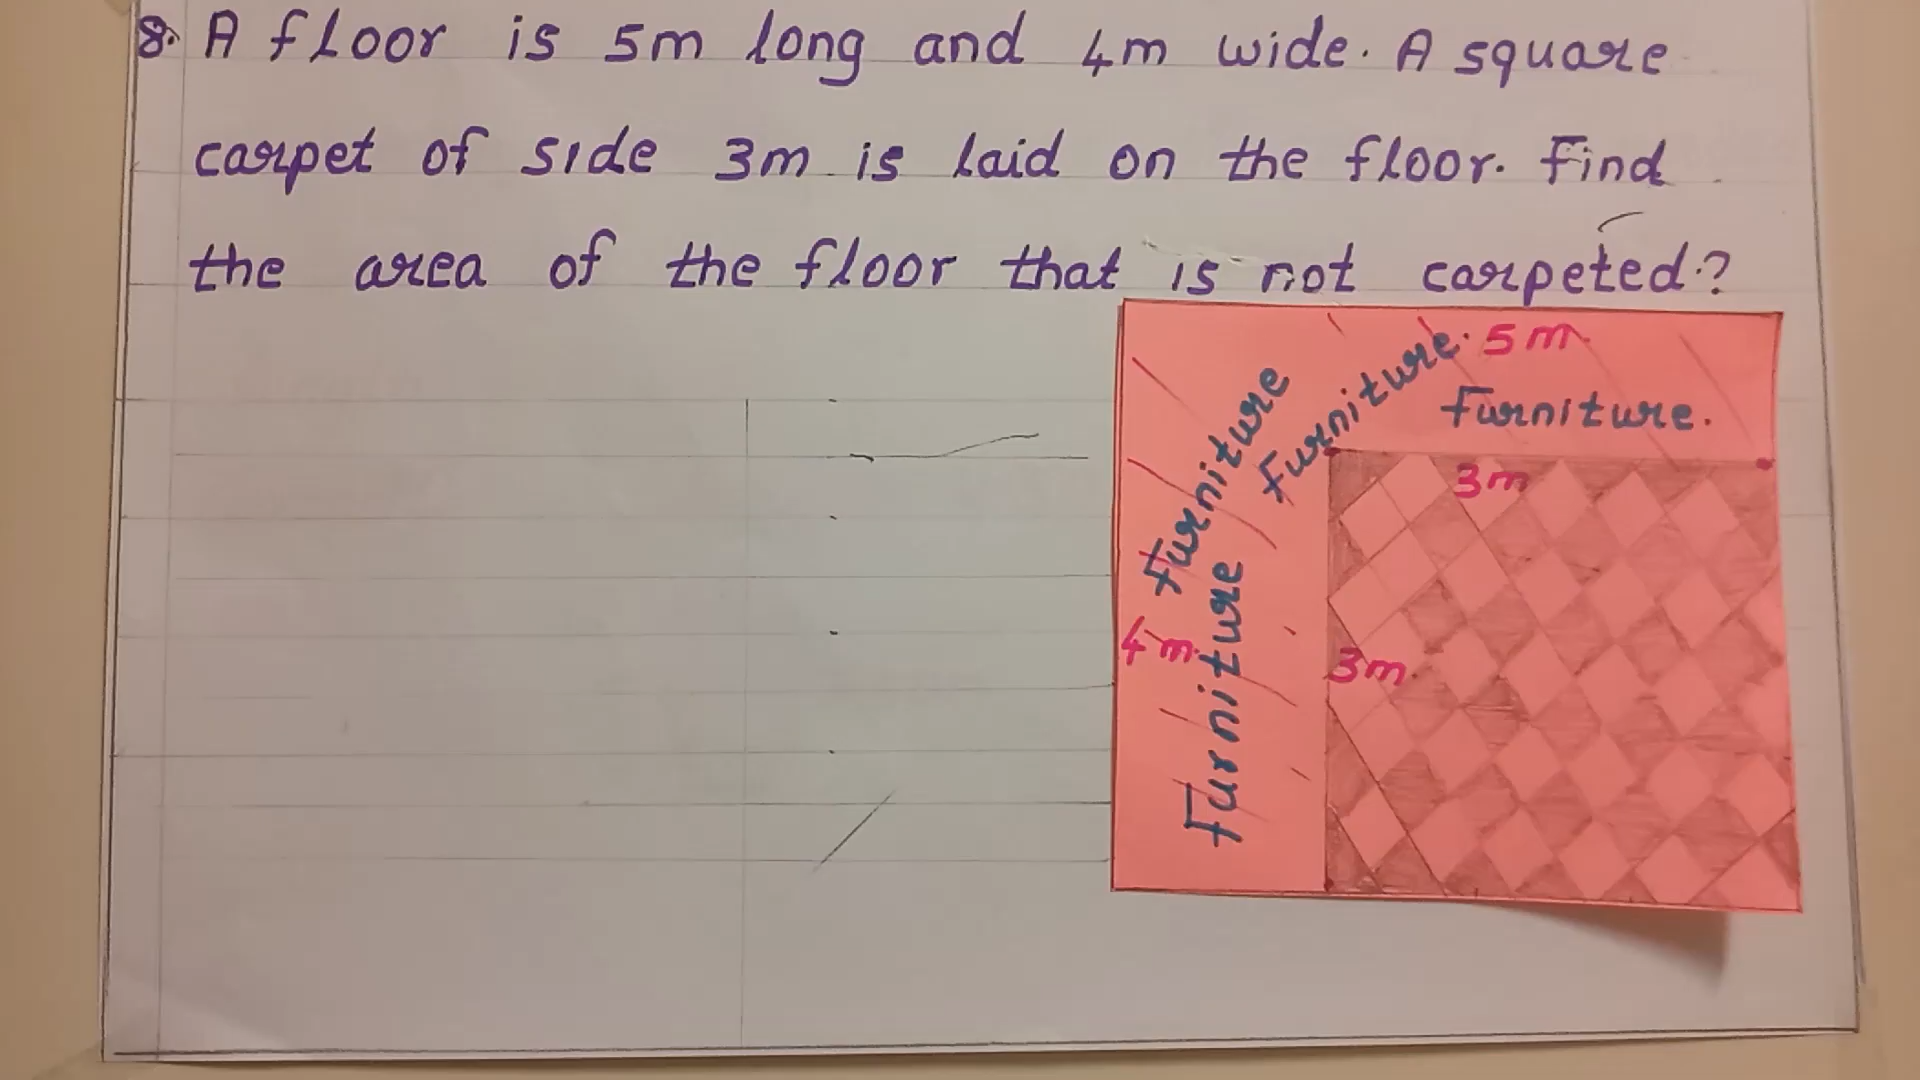 8. A floor is 5m long and 4m wide. A square
carpet of side 3m is laid on the floor. Find
the area of the floor that is not carpeted?
5m
Furniture.
Furniture.
Furniture
Furniture
3m
4m.
3m.